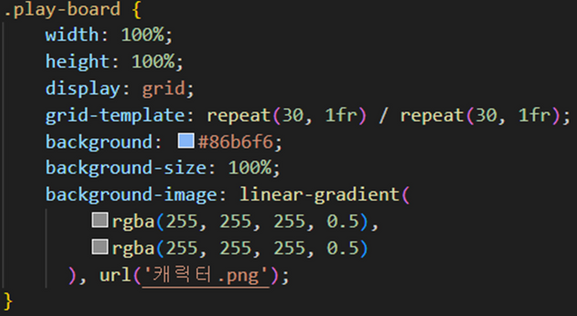 .play-board {
width: 100%;
height: 100%;
display: grid;
grid-template: repeat(30, 1fr) / repeat(30, 1fr);
background: #86b6f6;
background-size: 100%;
background-image: linear-gradient(
rgba(255, 255, 255, 0.5),
rgba(255, 255, 255, 0.5)
), url('캐릭터.png');
}